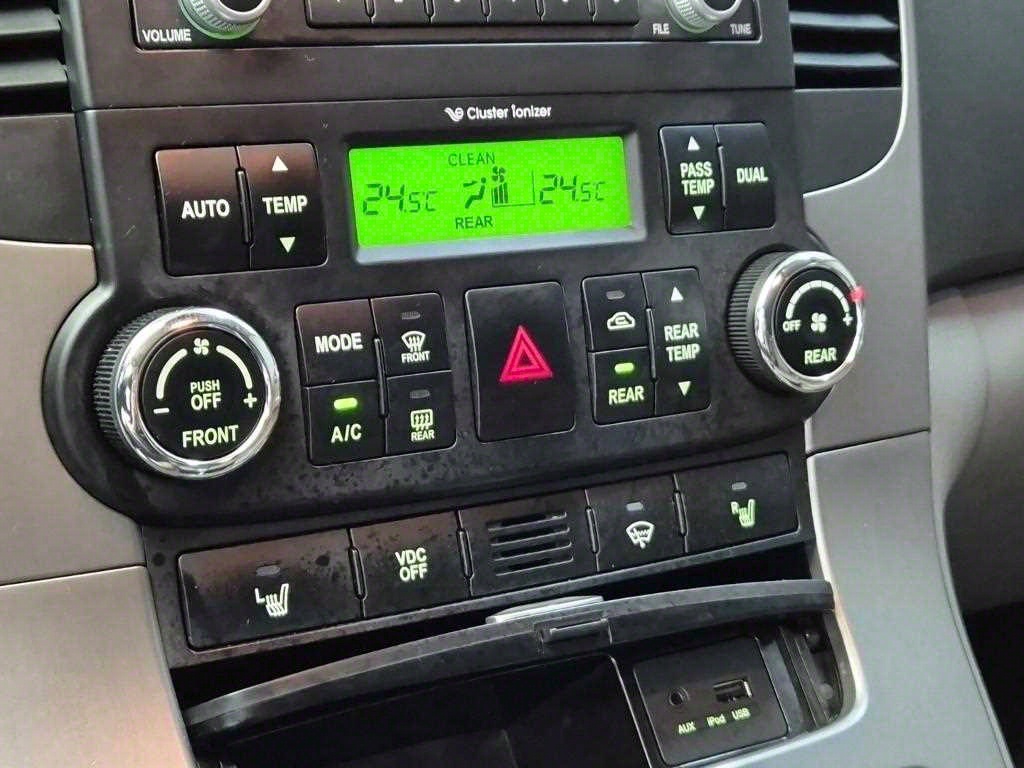 VOLUME
FILE
TUNE
Cluster ionizer
AUTO
TEMP
CLEAN
24.5C
24.5C
REAR
PASS
TEMP
DUAL
PUSH
OFF
- +
FRONT
MODE
FRONT
A/C
REAR
REAR
TEMP
REAR
OFF
+
REAR
L
VDC
OFF
R
AUX
iPod
USB